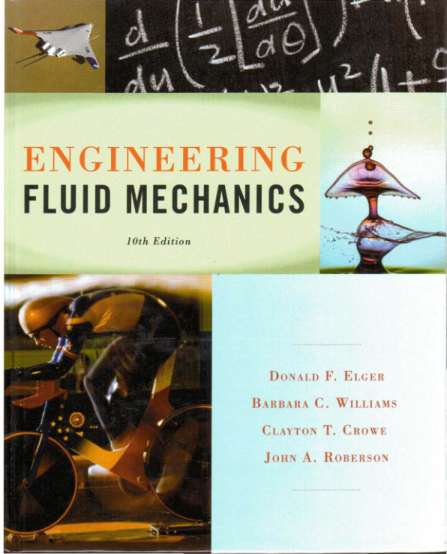 ENGINEERING
FLUID MECHANICS
10th Edition
DONALD F. ELGER
BARBARA C. WILLIAMS
CLAYTON T. CROWE
JOHN A. ROBERSON